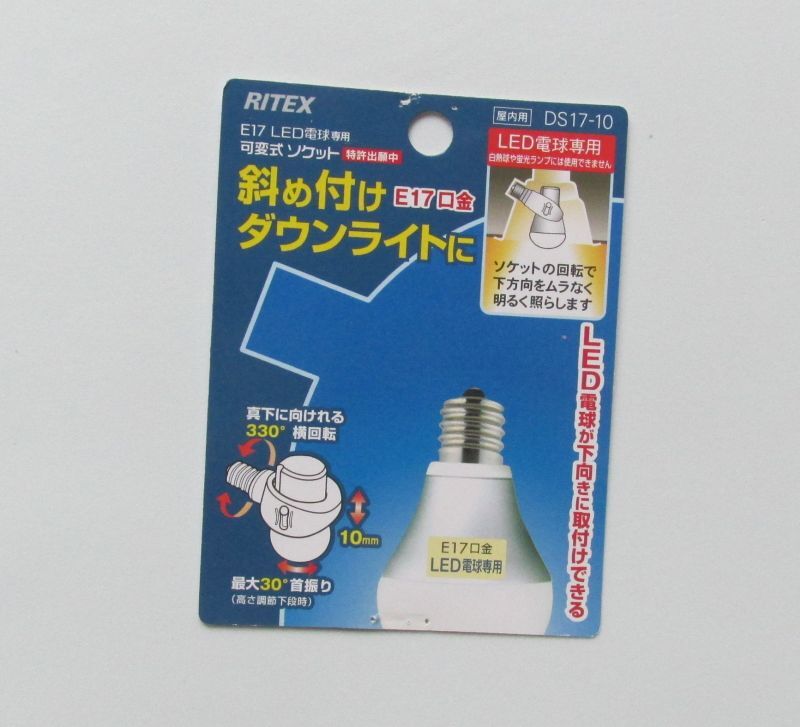 RITEX
屋内用 DS17-10
E17 LED電球専用
可変式 ソケット 特許出願中
斜め付け E17口金
ダウンライトに
LED電球専用
白熱球や蛍光ランプには使用できません
ソケットの回転で
下方向をムラなく
明るく照らします
LED電球が下向きに取付けできる
真下に向けれる
330° 横回転
10mm
最大30°首振り
(高さ調節下段時)
E17口金
LED電球専用